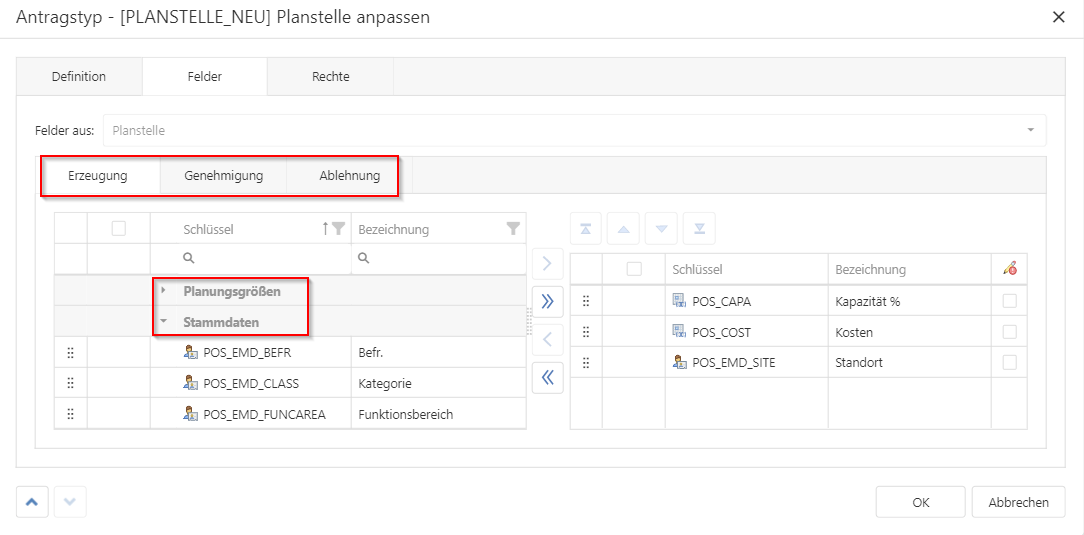 Antragstyp - [PLANSTELLE_NEU] Planstelle anpassen
Definition Felder Rechte
Felder aus: Planstelle
Erzeugung Genehmigung Ablehnung
Schlüssel Bezeichnung
Planungsgrößen
Stammdaten
POS_EMD_BEFR Befr.
POS_EMD_CLASS Kategorie
POS_EMD_FUNCAREA Funktionsbereich
Schlüssel Bezeichnung
POS_CAPA Kapazität %
POS_COST Kosten
POS_EMD_SITE Standort
OK Abbrechen